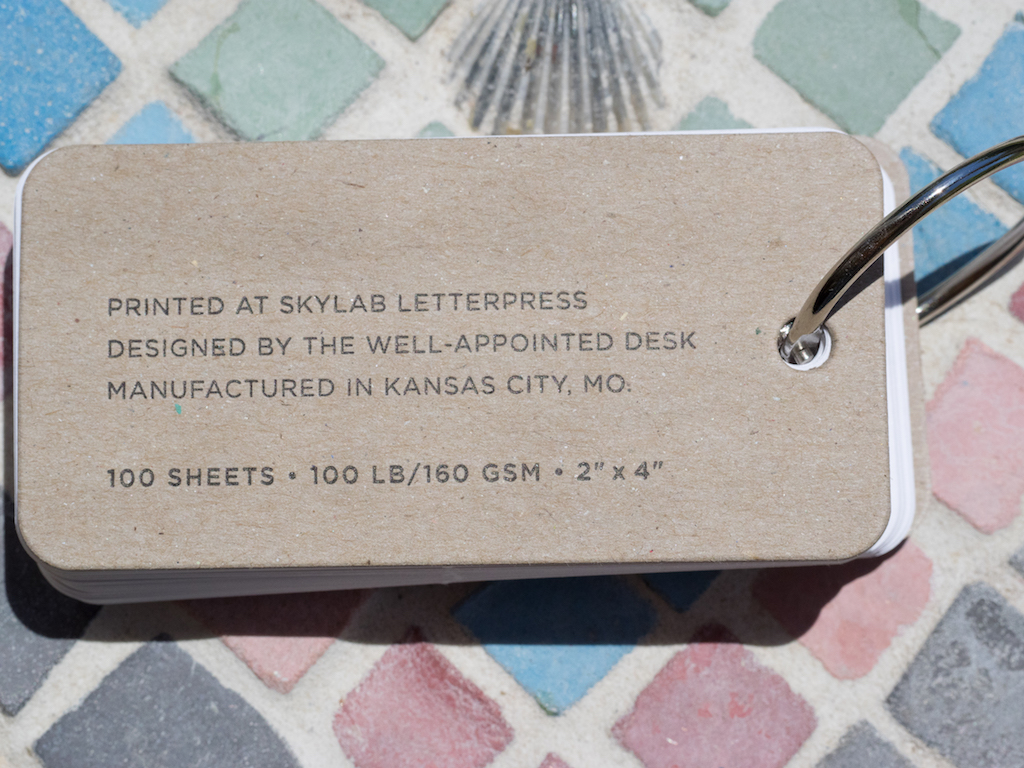 PRINTED AT SKYLAB LETTERPRESS
DESIGNED BY THE WELL-APPOINTED DESK
MANUFACTURED IN KANSAS CITY, MO.
100 SHEETS • 100 LB/160 GSM • 2" x 4"